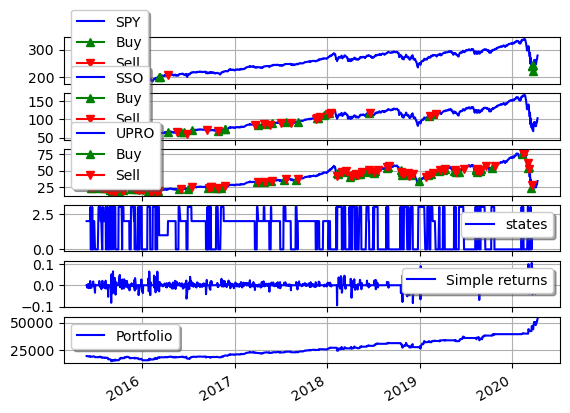 SPY
Buy
Sell
300
200
SSO
Buy
Sell
150
100
50
UPRO
Buy
Sell
75
50
25
2.5
0.0
states
0.1
0.0
−0.1
Simple returns
50000
25000
Portfolio
2016
2017
2018
2019
2020